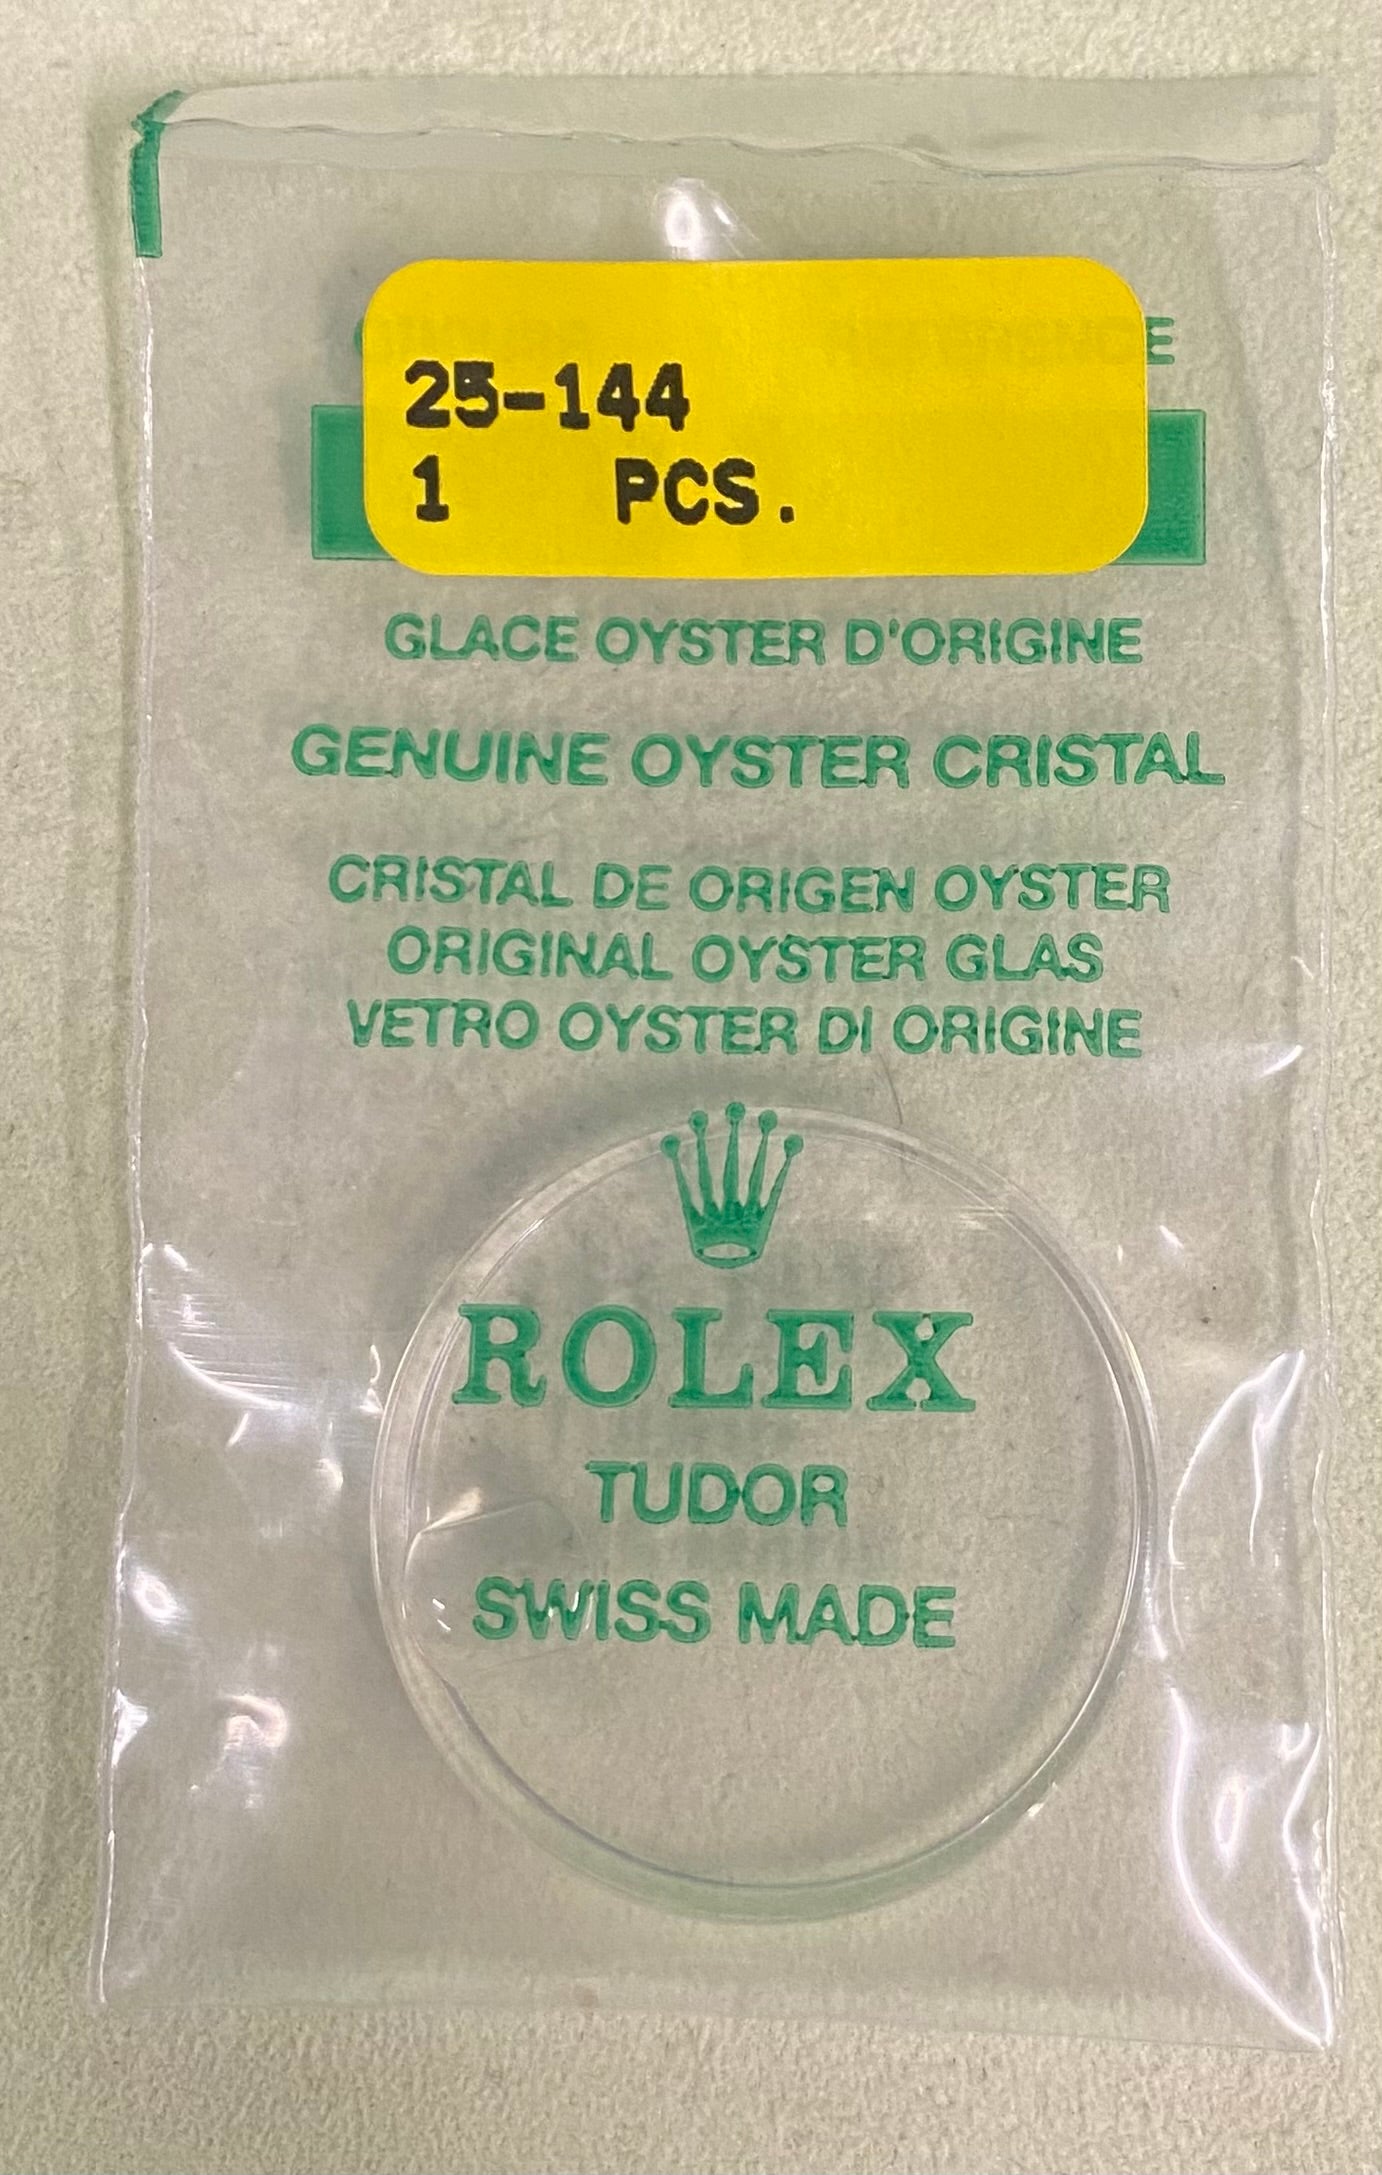 25-144
1 PCS.
GLACE OYSTER D'ORIGINE
GENUINE OYSTER CRISTAL
CRISTAL DE ORIGEN OYSTER
ORIGINAL OYSTER GLAS
VETRO OYSTER DI ORIGINE
ROLEX
TUDOR
SWISS MADE